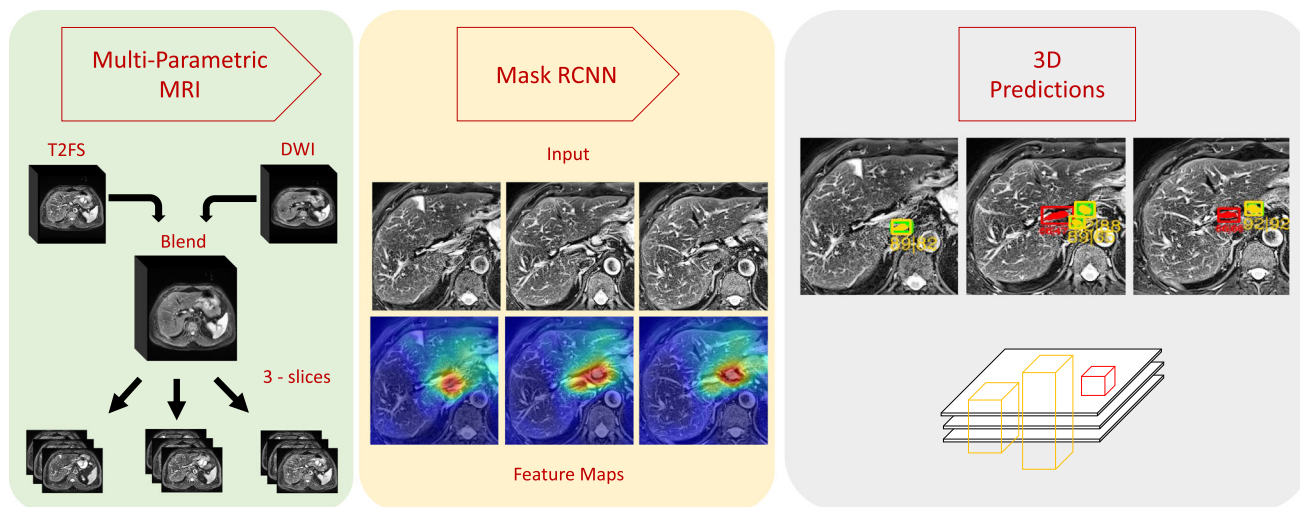 Multi-Parametric
MRI
T2FS
DWI
Blend
3 - slices
Mask RCNN
Input
Feature Maps
3D
Predictions